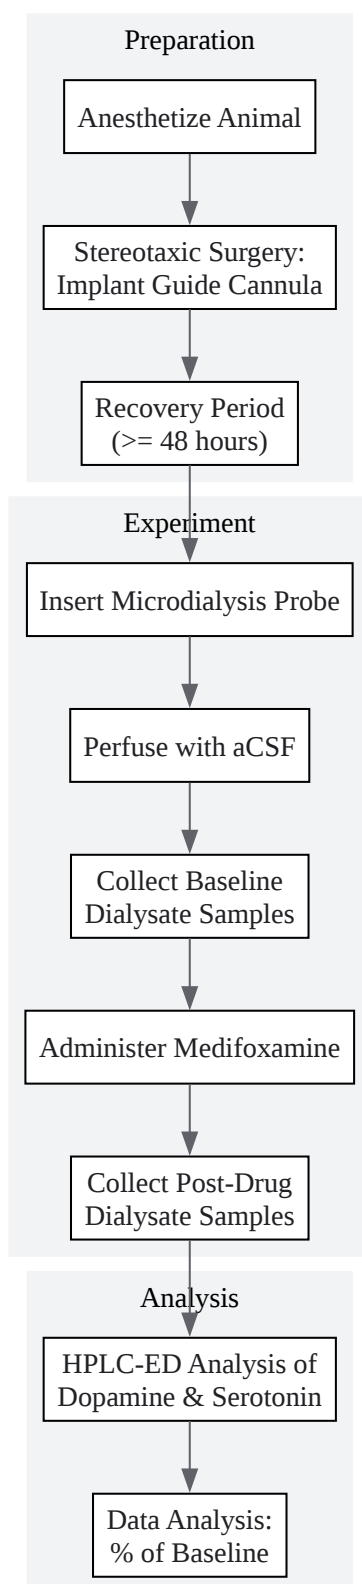 Preparation
Anesthetize Animal
Stereotaxic Surgery:
Implant Guide Cannula
Recovery Period
(>= 48 hours)
Experiment
Insert Microdialysis Probe
Perfuse with aCSF
Collect Baseline
Dialysate Samples
Administer Medifoxamine
Collect Post-Drug
Dialysate Samples
Analysis
HPLC-ED Analysis of
Dopamine & Serotonin
Data Analysis:
% of Baseline